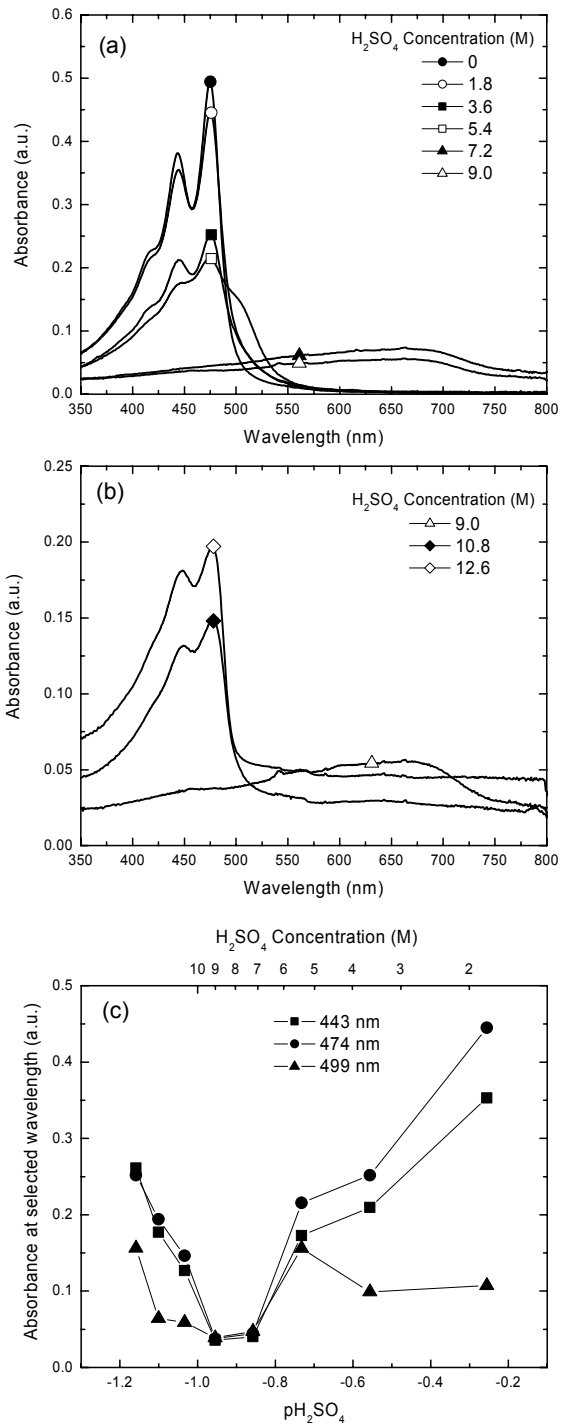 (a)
H₂SO₄ Concentration (M)
0
1.8
3.6
5.4
7.2
9.0
0.6
0.5
0.4
0.3
0.2
0.1
0.0
Absorbance (a.u.)
350 400 450 500 550 600 650 700 750 800
Wavelength (nm)
(b)
H₂SO₄ Concentration (M)
9.0
10.8
12.6
0.25
0.20
0.15
0.10
0.05
0.00
Absorbance (a.u.)
350 400 450 500 550 600 650 700 750 800
Wavelength (nm)
H₂SO₄ Concentration (M)
10 9 8 7 6 5 4 3 2
(c)
443 nm
474 nm
499 nm
0.5
0.4
0.3
0.2
0.1
0.0
Absorbance at selected wavelength (a.u.)
-1.2 -1.0 -0.8 -0.6 -0.4 -0.2
pH₂SO₄